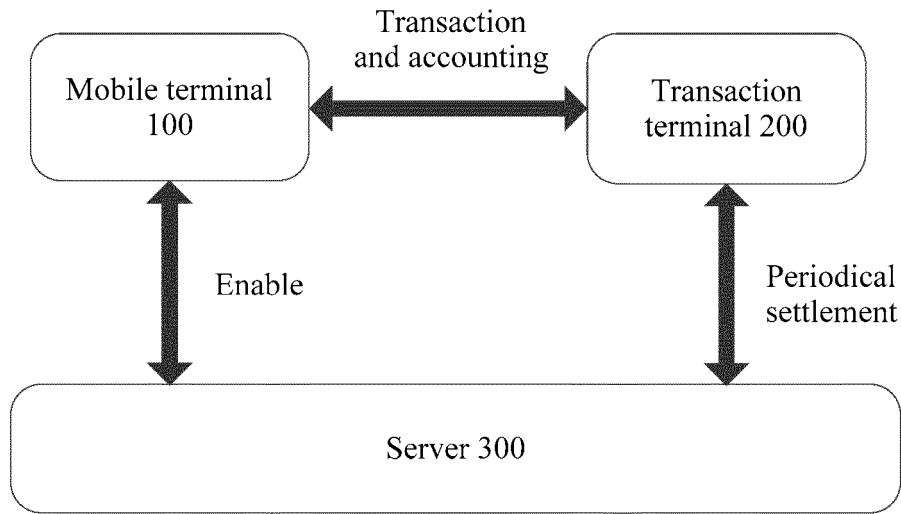 Transaction
and accounting
Mobile terminal
100
Transaction
terminal 200
Enable
Periodical
settlement
Server 300